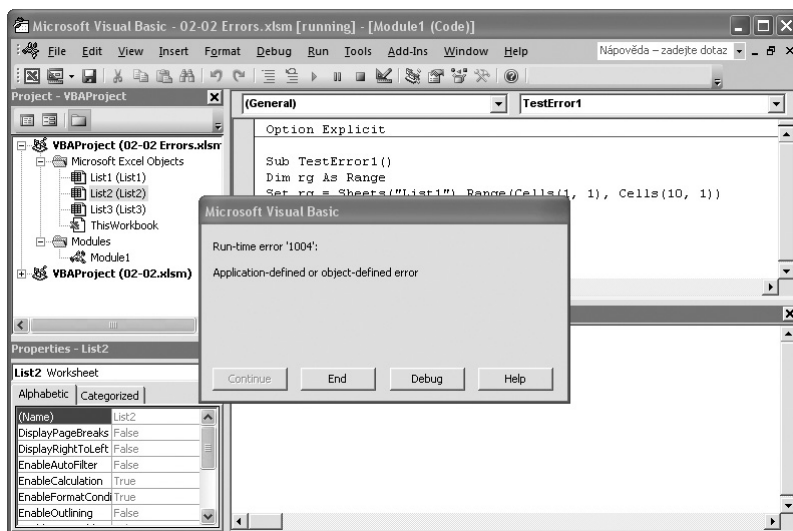 Microsoft Visual Basic - 02-02 Errors.xlsm [running] - [Module1 (Code)]
File Edit View Insert Format Debug Run Tools Add-Ins Window Help
Nápověda – zadejte dotaz
Project - VBAProject
VBAProject (02-02 Errors.xlsm
Microsoft Excel Objects
List1 (List1)
List2 (List2)
List3 (List3)
ThisWorkbook
Modules
Module1
VBAProject (02-02.xlsm)
Properties - List2
List2 Worksheet
Alphabetic Categorized
(Name) List2
DisplayPageBreaks False
DisplayRightToLeft False
EnableAutoFilter False
EnableCalculation True
EnableFormatCondi True
EnableOutlining False
(General) TestError1
Option Explicit
Sub TestError1()
Dim rg As Range
Set rg = Sheets("List1").Range(Cells(1, 1), Cells(10, 1))
Microsoft Visual Basic
Run-time error '1004':
Application-defined or object-defined error
Continue End Debug Help